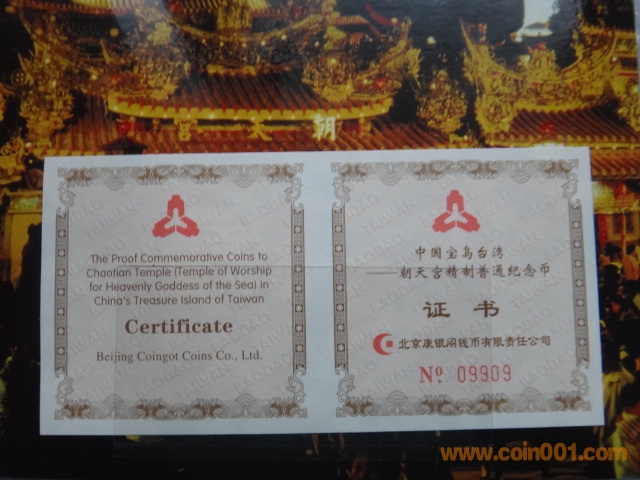 朝天宮
The Proof Commemorative Coins to
Chaotian Temple (Temple of Worship
for Heavenly Goddess of the Sea) in
China's Treasure Island of Taiwan
Certificate
Beijing Coingot Coins Co., Ltd.
中国宝岛台湾
——朝天宫精制普通纪念币
证书
北京康银阁钱币有限责任公司
Nº 09909
www.coin001.com